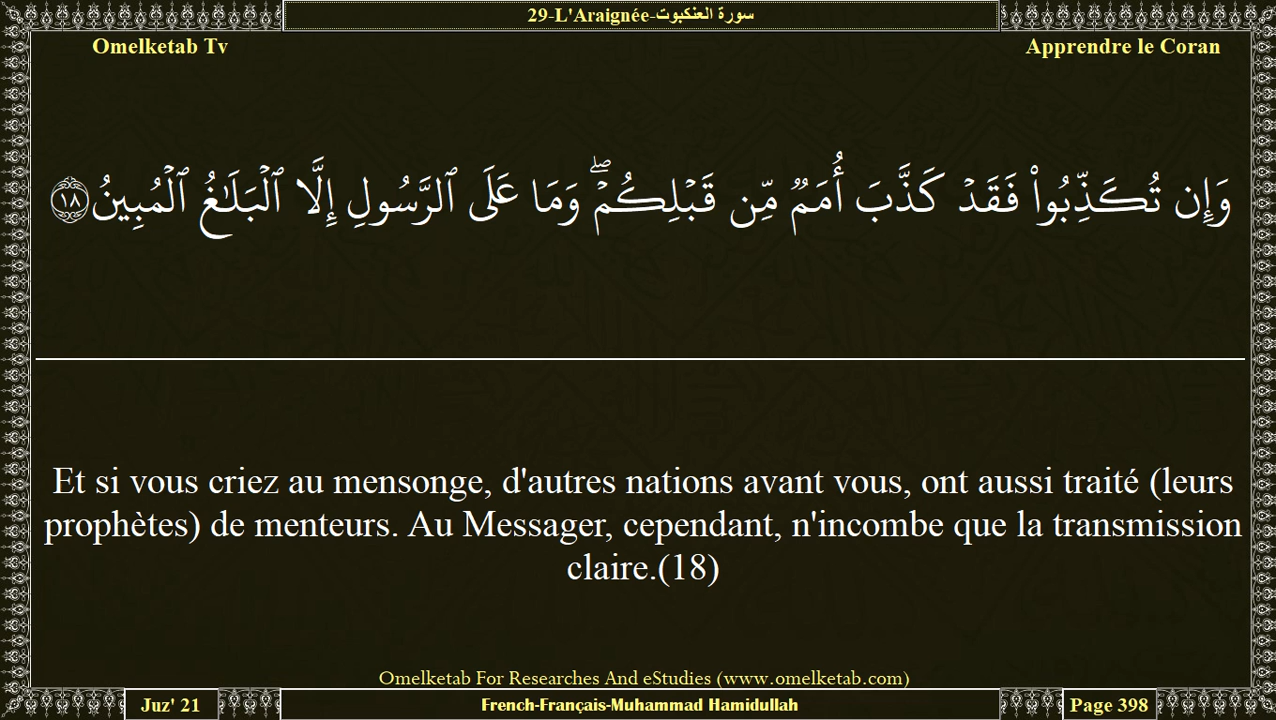 29-L'Araignée-سورة العنكبوت
Omelketab Tv
Apprendre le Coran
وَإِن تُكَذِّبُوا۟ فَقَدْ كَذَّبَ أُمَمٌۭ مِّن قَبْلِكُمْ ۖ وَمَا عَلَى ٱلرَّسُولِ إِلَّا ٱلْبَلَـٰغُ ٱلْمُبِينُ ١٨
Et si vous criez au mensonge, d'autres nations avant vous, ont aussi traité (leurs
prophètes) de menteurs. Au Messager, cependant, n'incombe que la transmission
claire.(18)
Omelketab For Researches And eStudies (www.omelketab.com)
Juz' 21
French-Français-Muhammad Hamidullah
Page 398